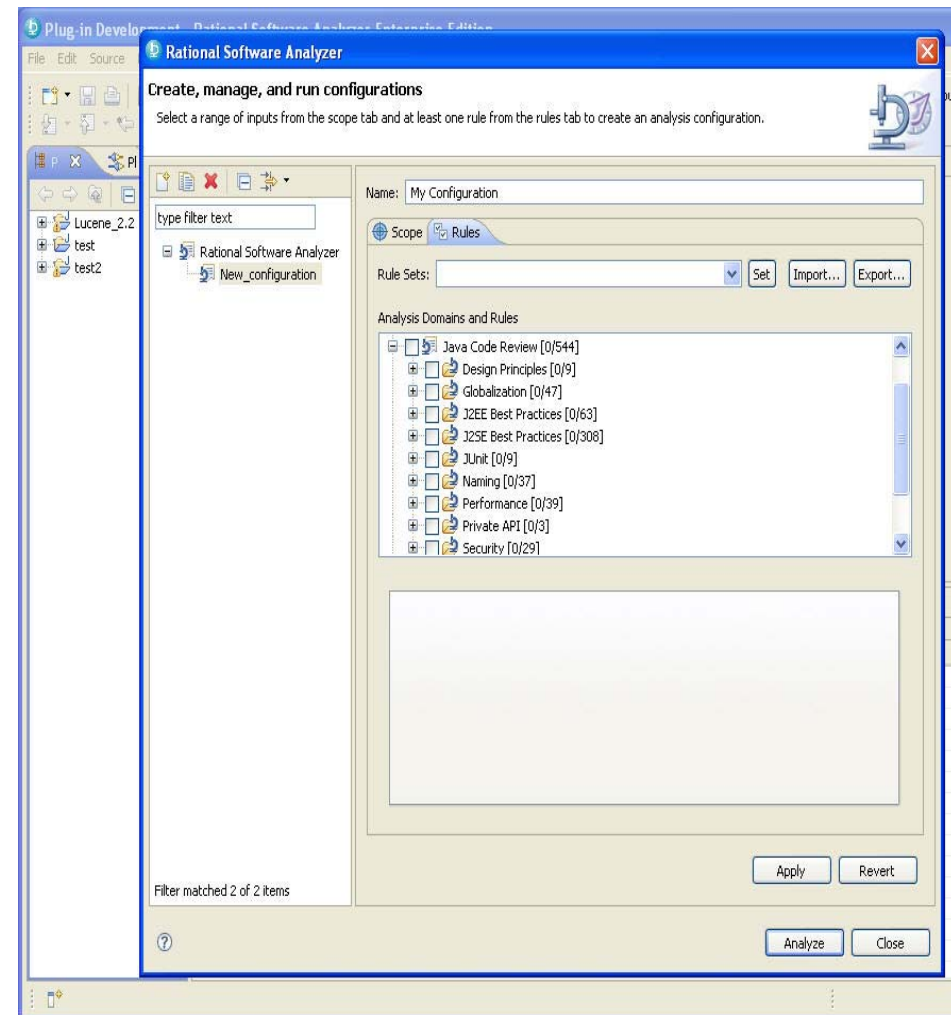 Plug-in Develo
Rational Software Analyzer Enterprise Edition
File Edit Source
Rational Software Analyzer
Create, manage, and run configurations
Select a range of inputs from the scope tab and at least one rule from the rules tab to create an analysis configuration.
P
Pl
Lucene_2.2
test
test2
type filter text
Rational Software Analyzer
New_configuration
Filter matched 2 of 2 items
Name: My Configuration
Scope Rules
Rule Sets: Set Import... Export...
Analysis Domains and Rules
Java Code Review [0/544]
Design Principles [0/9]
Globalization [0/47]
J2EE Best Practices [0/63]
J2SE Best Practices [0/308]
JUnit [0/9]
Naming [0/37]
Performance [0/39]
Private API [0/3]
Security [0/29]
Apply Revert
Analyze Close